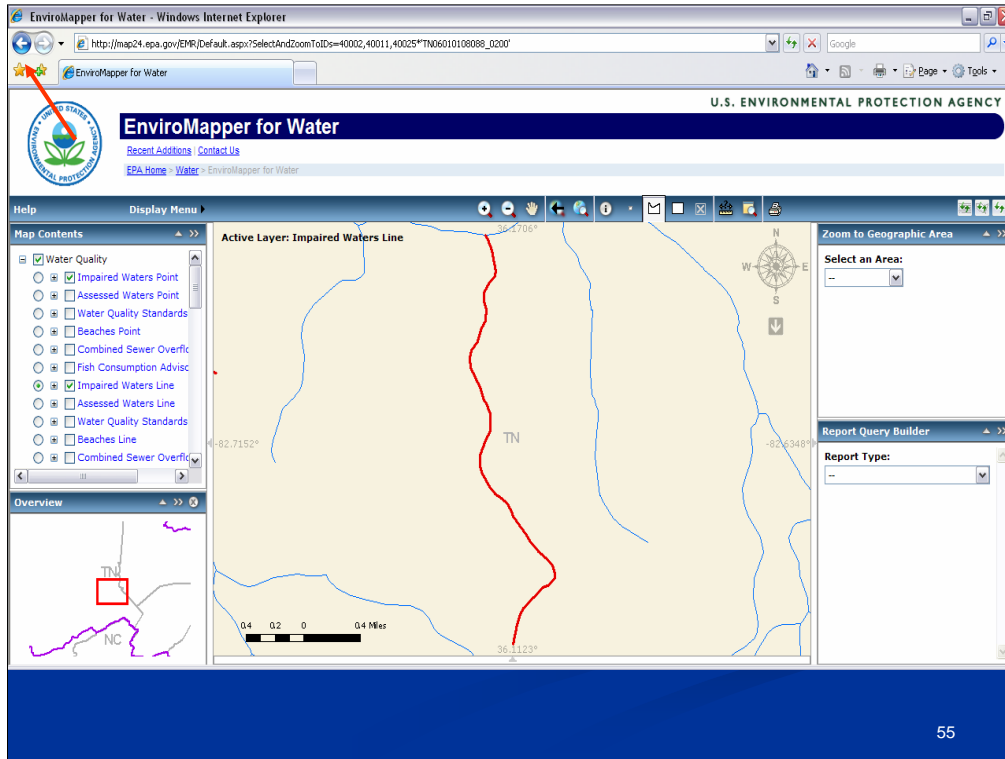 EnviroMapper for Water - Windows Internet Explorer
http://map24.epa.gov/EMR/Default.aspx?SelectAndZoomToIDs=40002,40011,40025*'TN06010108088_0200'
Google
EnviroMapper for Water
Page
Tools
U.S. ENVIRONMENTAL PROTECTION AGENCY
UNITED STATES
ENVIRONMENTAL PROTECTION
EnviroMapper for Water
Recent Additions | Contact Us
EPA Home > Water > EnviroMapper for Water
Help Display Menu
Map Contents
Water Quality
Impaired Waters Point
Assessed Waters Point
Water Quality Standards
Beaches Point
Combined Sewer Overflc
Fish Consumption Advisc
Impaired Waters Line
Assessed Waters Line
Water Quality Standards
Beaches Line
Combined Sewer Overflc
Overview
TN
NC
Active Layer: Impaired Waters Line
36.1706°
N
W E
S
-82.7152°
TN
-82.6348°
0.4 0.2 0 0.4 Miles
36.1123°
Zoom to Geographic Area
Select an Area:
--
Report Query Builder
Report Type:
--
55